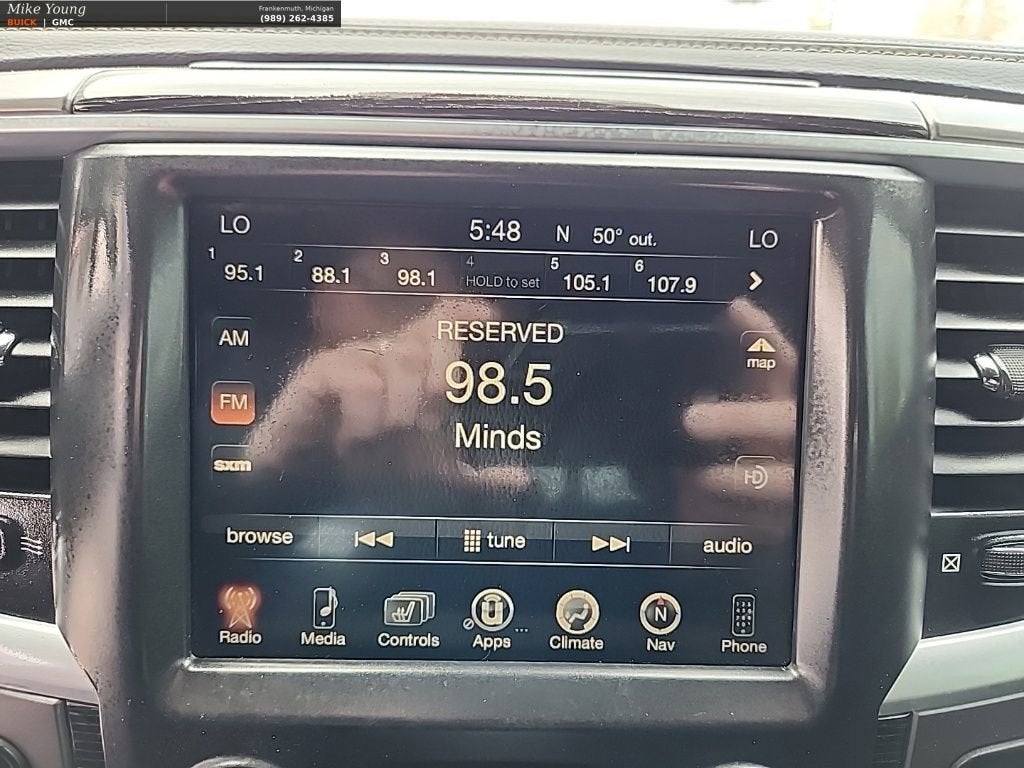 Mike Young
BUICK | GMC
Frankenmuth, Michigan
(989) 262-4385
LO 5:48 N 50° out. LO
1 95.1 2 88.1 3 98.1 4 HOLD to set 5 105.1 6 107.9
AM
RESERVED
map
98.5
FM
Minds
sxm
HD
browse tune audio
Radio Media Controls Apps ... Climate N Nav Phone